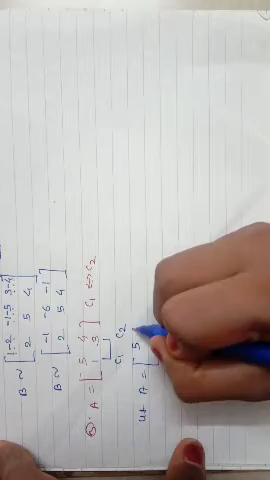 B ~ [1-2 -1-5 3-4
2 5 4]
B ~ [-1 -6 -1
2 5 4]
⑤ A = [5 4
1 3] C₁ ⇔ C₂
C₁ C₂
Let A = [5